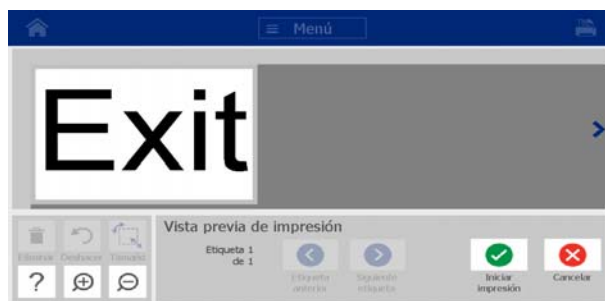 Menú
Exit
Eliminar Deshacer Tamaño
?
Vista previa de impresión
Etiqueta 1
de 1
Etiqueta
anterior
Siguiente
etiqueta
Iniciar
impresión
Cancelar